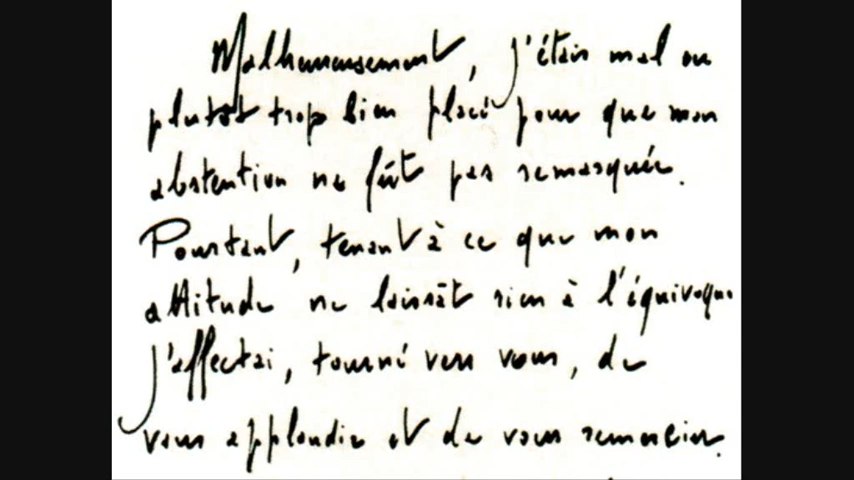 Malheureusement, j'étais mal ou
plutôt trop bien placé pour que mon
abstention ne fût pas remarquée.
Pourtant, tenant à ce que mon
attitude ne laissât rien à l'équivoque
j'affectai, tourné vers vous, de
vous applaudir et de vous remercier.